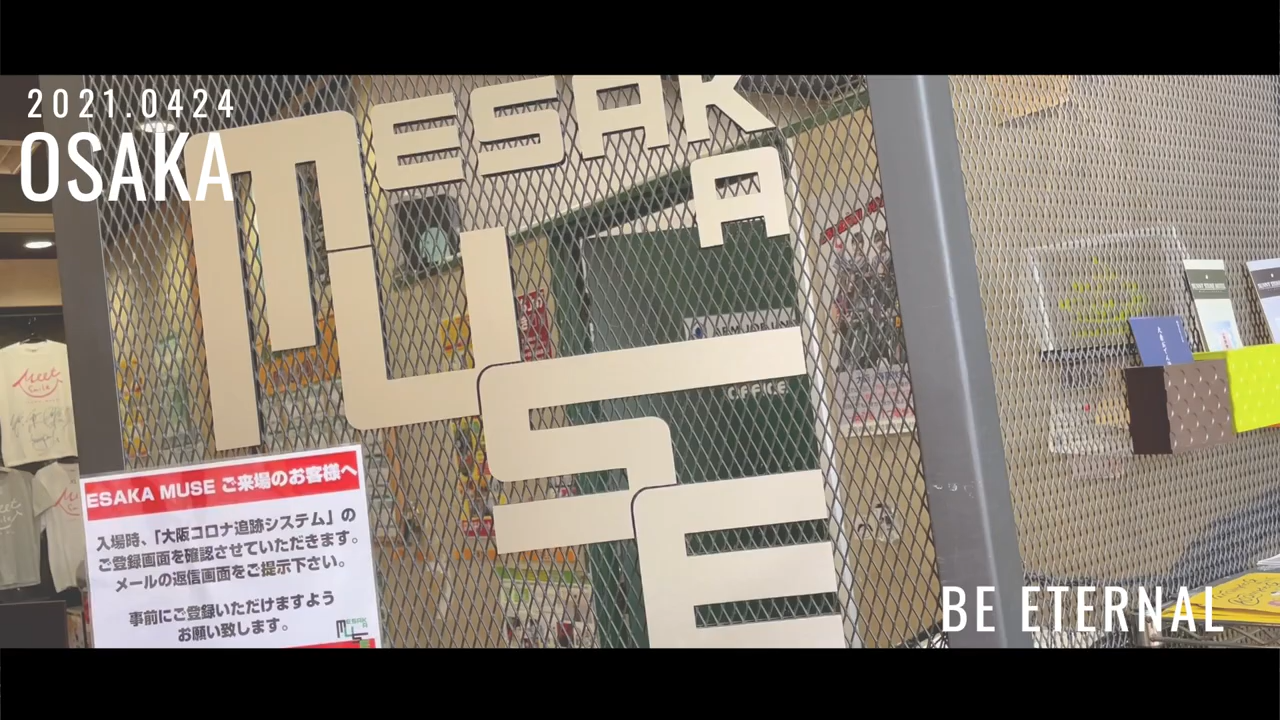 2021.0424
OSAKA
ESAKA
MUSE
OFFICE
Meet
Smile
ESAKA MUSE ご来場のお客様へ
入場時、「大阪コロナ追跡システム」の
ご登録画面を確認させていただきます。
メールの返信画面をご提示下さい。
事前にご登録いただけますよう
お願い致します。
BE ETERNAL